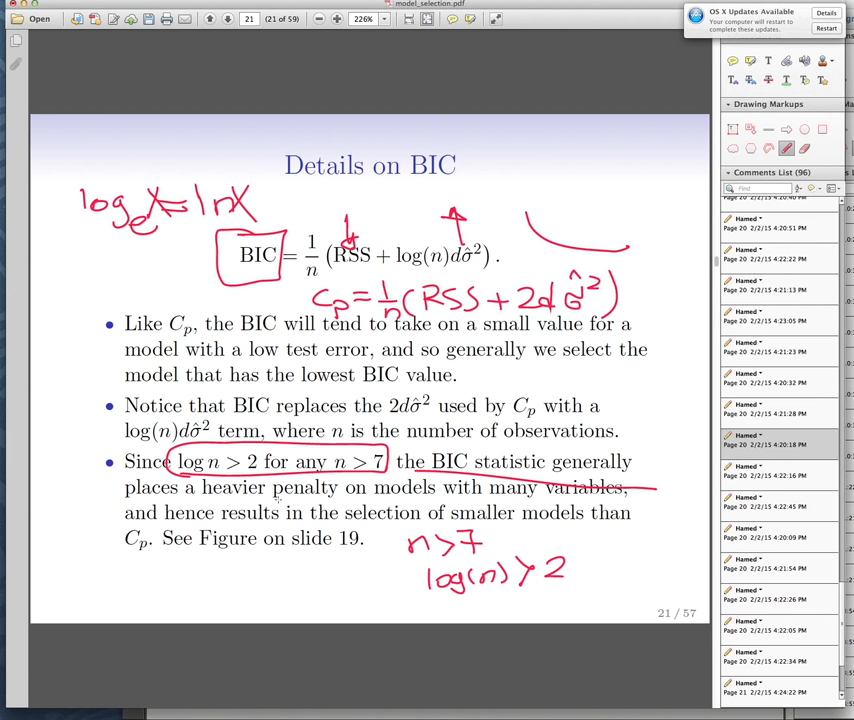 model_selection.pdf
Open
21
(21 of 59)
226%
OS X Updates Available
Your computer will restart to complete these updates.
Details
Restart
Drawing Markups
Comments List (96)
Find
Page 20 2/2/15 4:20:40 PM
Hamed
Page 20 2/2/15 4:22:51 PM
Hamed
Page 20 2/2/15 4:22:22 PM
Hamed
Page 20 2/2/15 4:21:13 PM
Hamed
Page 20 2/2/15 4:23:05 PM
Hamed
Page 20 2/2/15 4:21:23 PM
Hamed
Page 20 2/2/15 4:20:32 PM
Hamed
Page 20 2/2/15 4:21:28 PM
Hamed
Page 20 2/2/15 4:20:18 PM
Hamed
Page 20 2/2/15 4:22:16 PM
Hamed
Page 20 2/2/15 4:22:45 PM
Hamed
Page 20 2/2/15 4:20:09 PM
Hamed
Page 20 2/2/15 4:22:26 PM
Hamed
Page 20 2/2/15 4:22:05 PM
Hamed
Page 20 2/2/15 4:22:34 PM
Hamed
Page 21 2/2/15 4:24:22 PM
Details on BIC
log_e X = ln X
BIC = 1/n (RSS + log(n)dσ̂²) .
Cp = 1/n (RSS + 2dσ̂²)
• Like Cp, the BIC will tend to take on a small value for a
model with a low test error, and so generally we select the
model that has the lowest BIC value.
• Notice that BIC replaces the 2dσ̂² used by Cp with a
log(n)dσ̂² term, where n is the number of observations.
• Since log n > 2 for any n > 7, the BIC statistic generally
places a heavier penalty on models with many variables,
and hence results in the selection of smaller models than
Cp. See Figure on slide 19.
n > 7
log(n) > 2
21 / 57